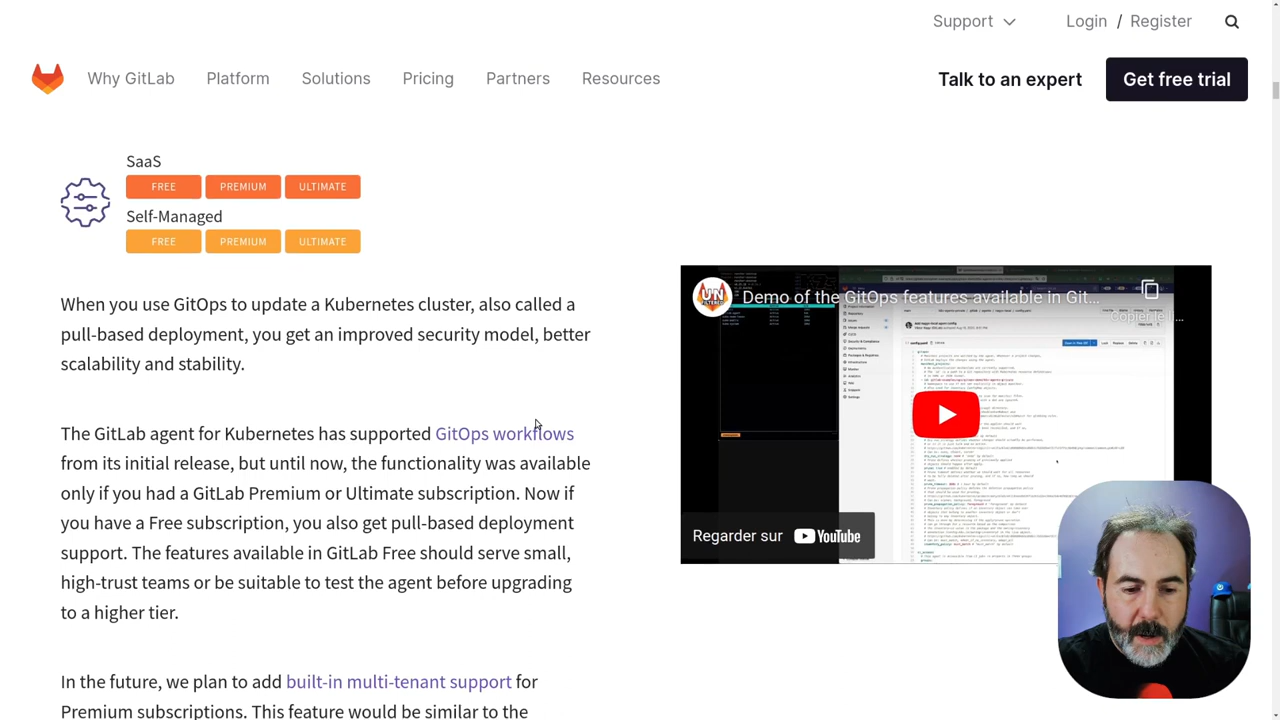 Support
Login / Register
Why GitLab
Platform
Solutions
Pricing
Partners
Resources
Talk to an expert
Get free trial
SaaS
FREE
PREMIUM
ULTIMATE
Self-Managed
FREE
PREMIUM
ULTIMATE
When you use GitOps to update a Kubernetes cluster, also called a
pull-based deployment, you get an improved security model, better
scalability and stability.
The GitLab agent for Kubernetes has supported GitOps workflows
from its initial release, but until now, the functionality was available
only if you had a GitLab Premium or Ultimate subscription. Now if
you have a Free subscription, you also get pull-based deployment
support. The features available in GitLab Free should serve small,
high-trust teams or be suitable to test the agent before upgrading
to a higher tier.
In the future, we plan to add built-in multi-tenant support for
Premium subscriptions. This feature would be similar to the
Demo of the GitOps features available in Git...
Copier le ...
Regarder sur YouTube